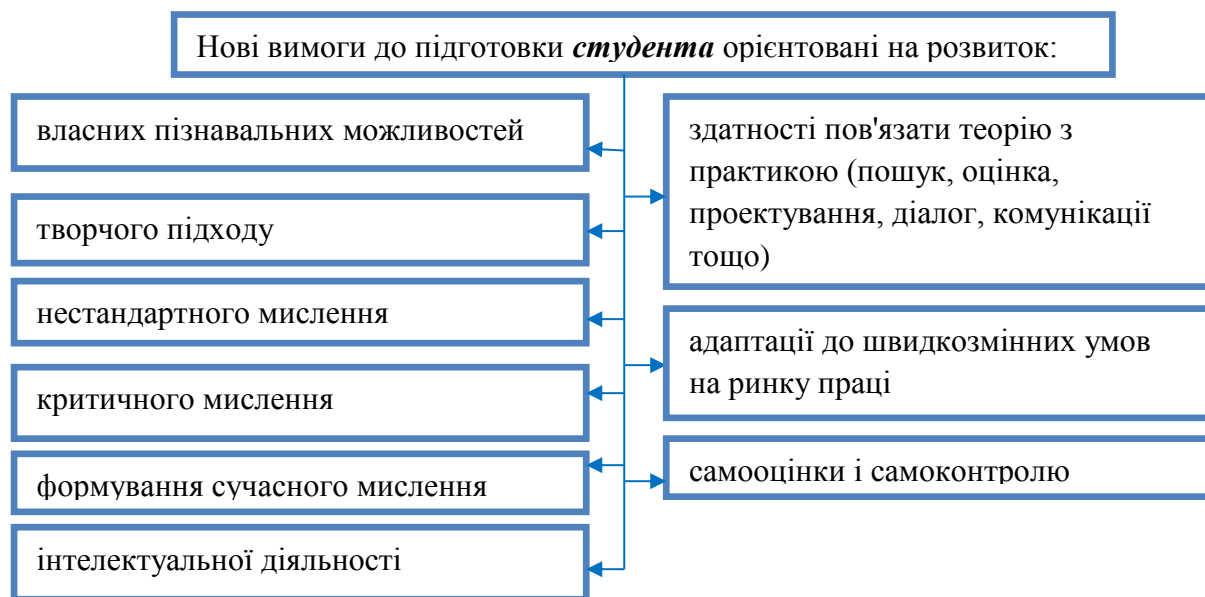 Нові вимоги до підготовки студента орієнтовані на розвиток:
власних пізнавальних можливостей
творчого підходу
нестандартного мислення
критичного мислення
формування сучасного мислення
інтелектуальної діяльності
здатності пов'язати теорію з
практикою (пошук, оцінка,
проектування, діалог, комунікації
тощо)
адаптації до швидкозмінних умов
на ринку праці
самооцінки і самоконтролю